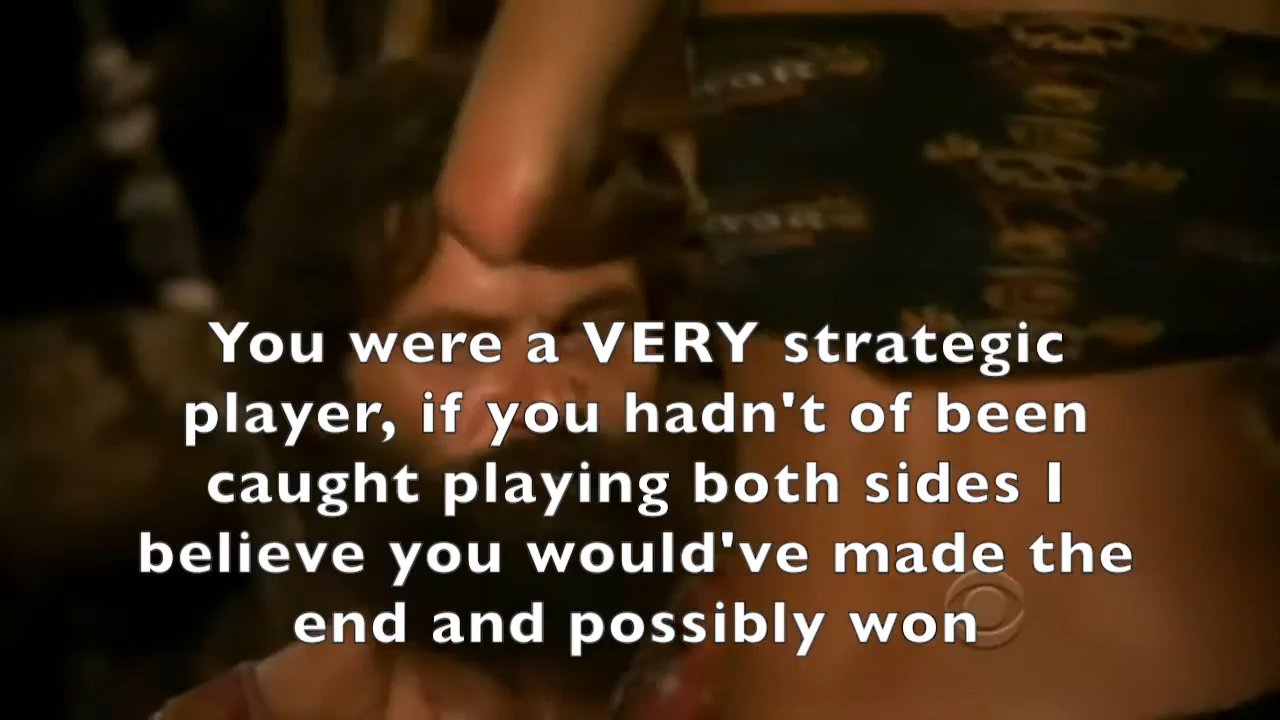 You were a VERY strategic
player, if you hadn't of been
caught playing both sides I
believe you would've made the
end and possibly won